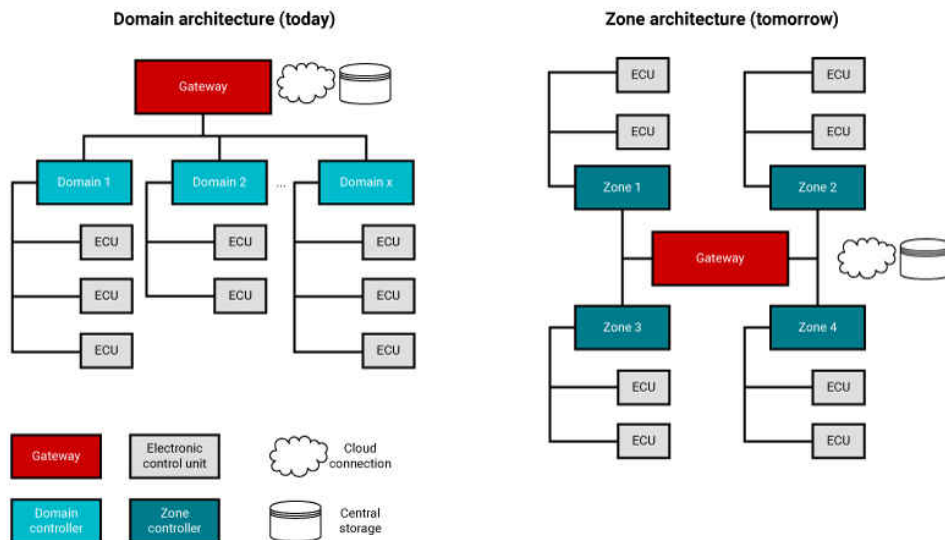 Domain architecture (today)
Gateway
Domain 1
Domain 2
...
Domain x
ECU
ECU
ECU
ECU
ECU
ECU
ECU
ECU
Zone architecture (tomorrow)
ECU
ECU
ECU
ECU
Zone 1
Zone 2
Gateway
Zone 3
Zone 4
ECU
ECU
ECU
ECU
Gateway
Electronic
control unit
Cloud
connection
Domain
controller
Zone
controller
Central
storage